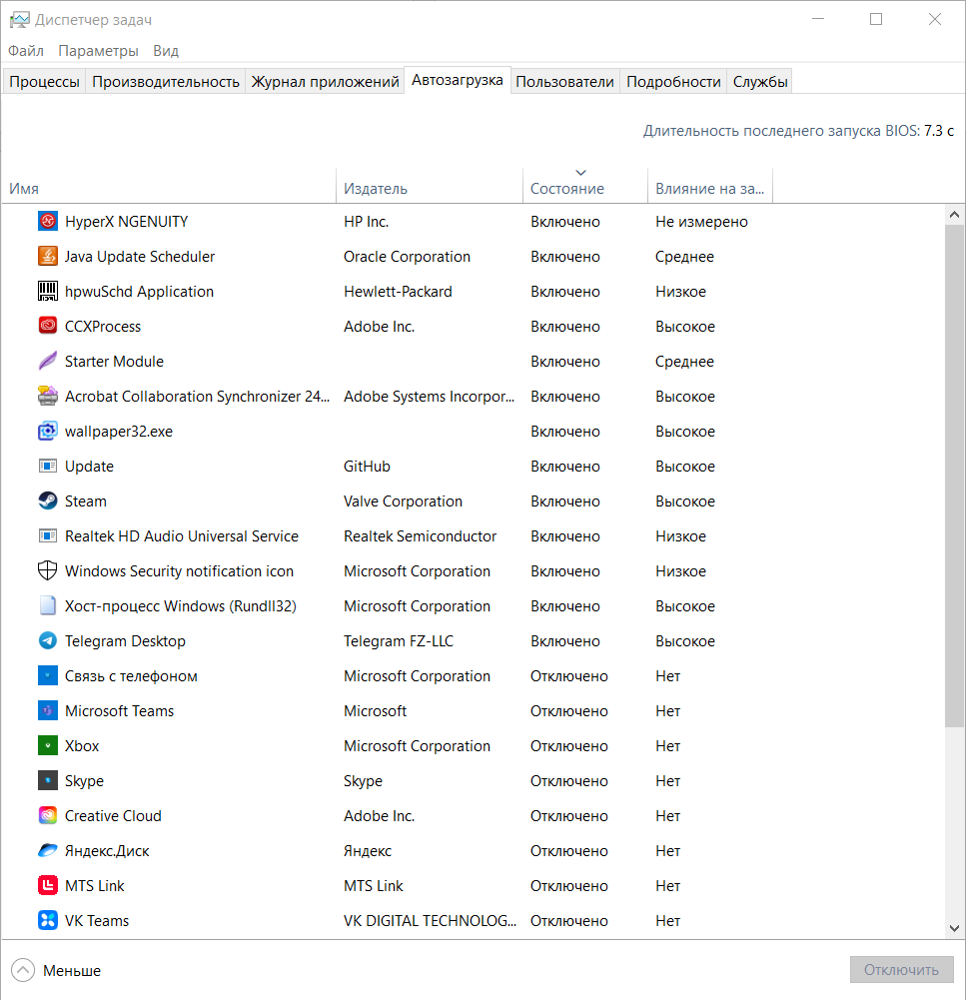 Диспетчер задач
Файл Параметры Вид
Процессы Производительность Журнал приложений Автозагрузка Пользователи Подробности Службы
Длительность последнего запуска BIOS: 7.3 с
Имя Издатель Состояние Влияние на за...
HyperX NGENUITY HP Inc. Включено Не измерено
Java Update Scheduler Oracle Corporation Включено Среднее
hpwuSchd Application Hewlett-Packard Включено Низкое
CCXProcess Adobe Inc. Включено Высокое
Starter Module Включено Среднее
Acrobat Collaboration Synchronizer 24... Adobe Systems Incorpor... Включено Высокое
wallpaper32.exe Включено Высокое
Update GitHub Включено Высокое
Steam Valve Corporation Включено Высокое
Realtek HD Audio Universal Service Realtek Semiconductor Включено Низкое
Windows Security notification icon Microsoft Corporation Включено Низкое
Хост-процесс Windows (Rundll32) Microsoft Corporation Включено Высокое
Telegram Desktop Telegram FZ-LLC Включено Высокое
Связь с телефоном Microsoft Corporation Отключено Нет
Microsoft Teams Microsoft Отключено Нет
Xbox Microsoft Corporation Отключено Нет
Skype Skype Отключено Нет
Creative Cloud Adobe Inc. Отключено Нет
Яндекс.Диск Яндекс Отключено Нет
MTS Link MTS Link Отключено Нет
VK Teams VK DIGITAL TECHNOLOG... Отключено Нет
Меньше Отключить